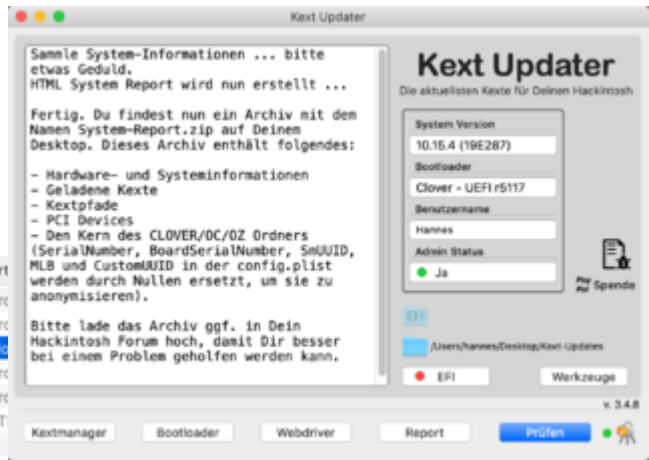 Kext Updater
Sammle System-Informationen ... bitte
etwas Geduld.
HTML System Report wird nun erstellt ...
Fertig. Du findest nun ein Archiv mit dem
Namen System-Report.zip auf Deinem
Desktop. Dieses Archiv enthält folgendes:
- Hardware- und Systeminformationen
- Geladene Kexte
- Kextpfade
- PCI Devices
- Den Kern des CLOVER/OC/OZ Ordners
(SerialNumber, BoardSerialNumber, SmUUID,
MLB und CustomUUID in der config.plist
werden durch Nullen ersetzt, um sie zu
anonymisieren).
Bitte lade das Archiv ggf. in Dein
Hackintosh Forum hoch, damit Dir besser
bei einem Problem geholfen werden kann.
Kext Updater
Die aktuellsten Kexte für Deinen Hackintosh
System Version
10.15.4 (19E287)
Bootloader
Clover - UEFI r5117
Benutzername
Hannes
Admin Status
Ja
Pay
Pal
Spende
EFI
/Users/hannes/Desktop/Kext-Updates
EFI
Werkzeuge
v. 3.4.8
Kextmanager
Bootloader
Webdriver
Report
Prüfen